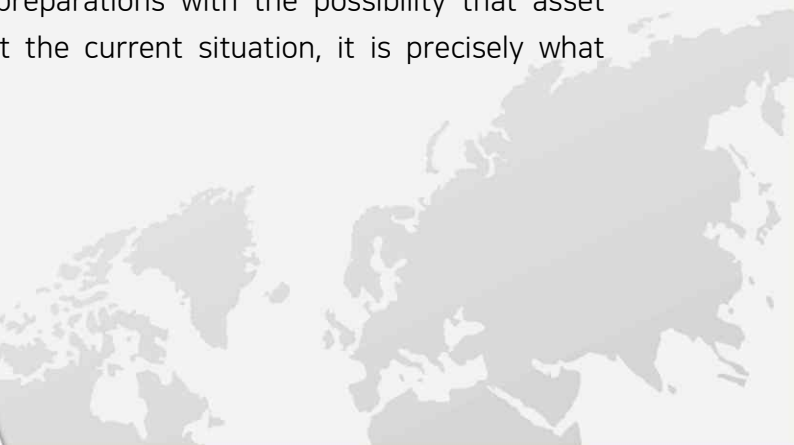 preparations with the possibility that asset
t the current situation, it is precisely what